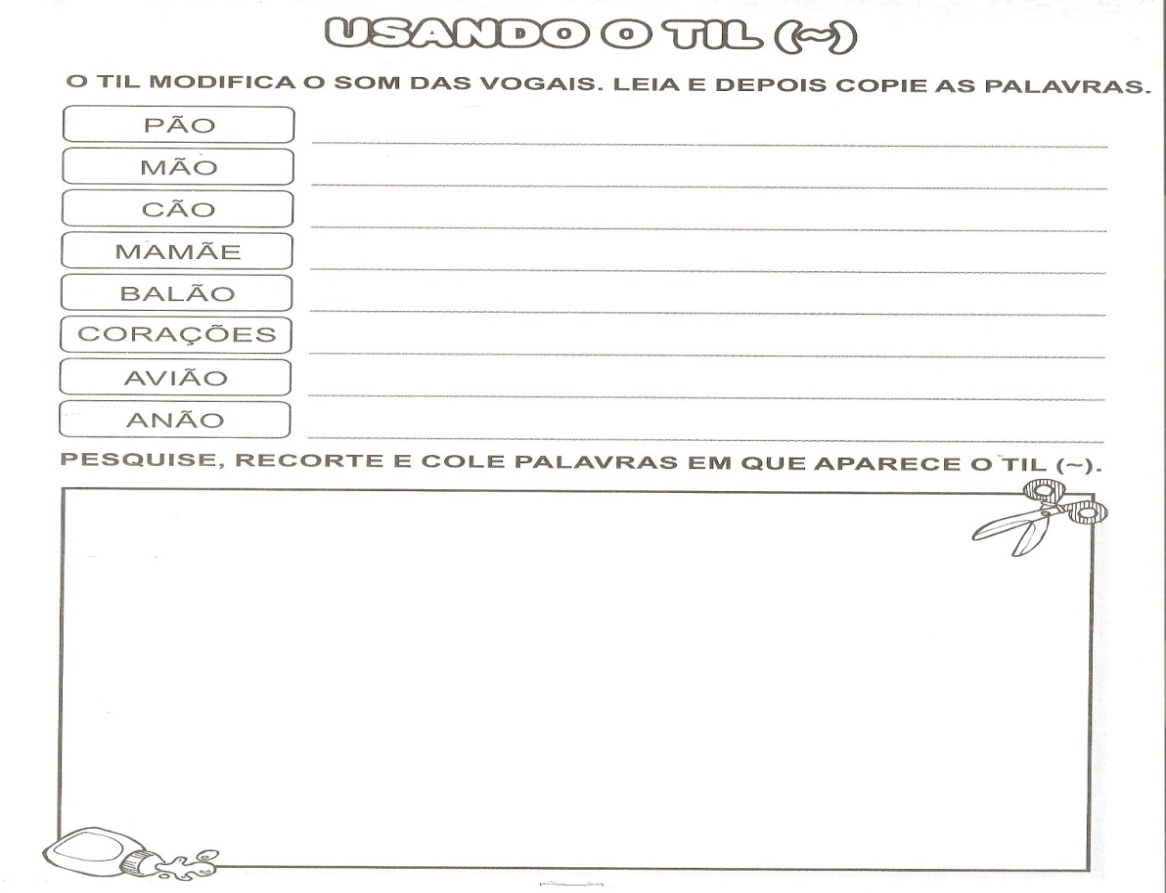 USANDO O TIL (~)
O TIL MODIFICA O SOM DAS VOGAIS. LEIA E DEPOIS COPIE AS PALAVRAS.
PÃO
MÃO
CÃO
MAMÃE
BALÃO
CORAÇÕES
AVIÃO
ANÃO
PESQUISE, RECORTE E COLE PALAVRAS EM QUE APARECE O TIL (~).